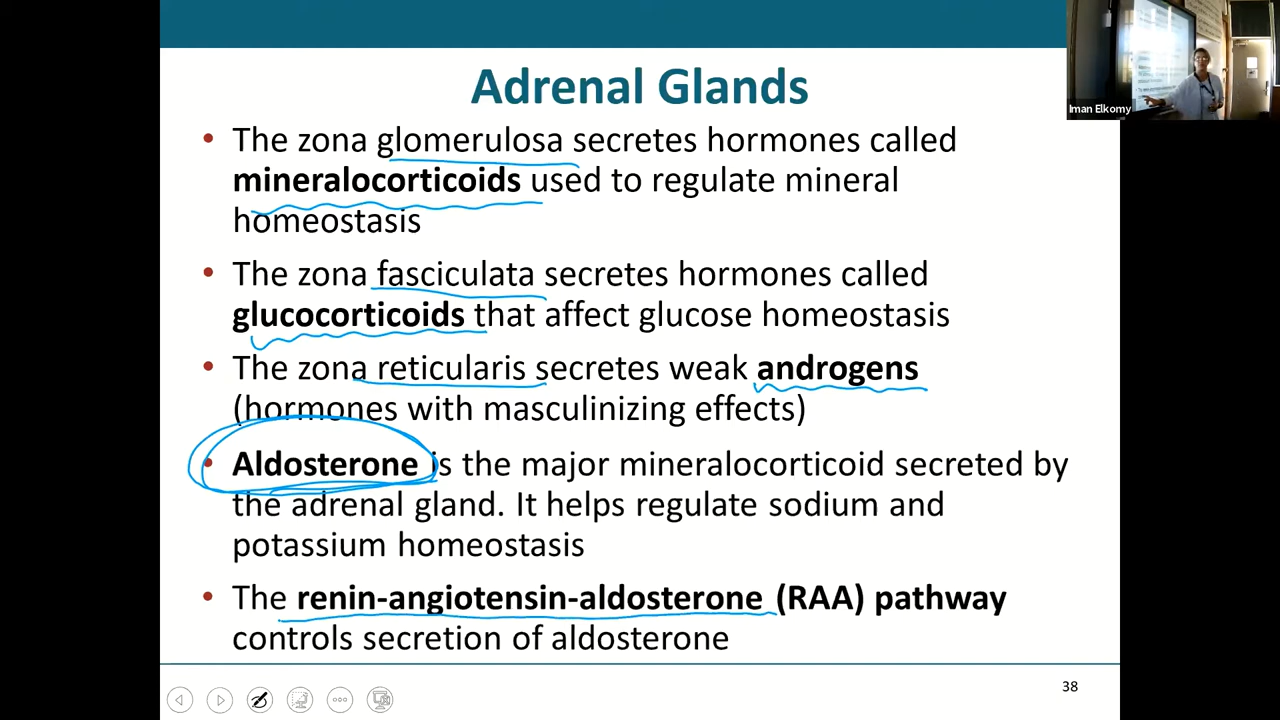 Adrenal Glands
Iman Elkomy
• The zona glomerulosa secretes hormones called
mineralocorticoids used to regulate mineral
homeostasis
• The zona fasciculata secretes hormones called
glucocorticoids that affect glucose homeostasis
• The zona reticularis secretes weak androgens
(hormones with masculinizing effects)
• Aldosterone is the major mineralocorticoid secreted by
the adrenal gland. It helps regulate sodium and
potassium homeostasis
• The renin-angiotensin-aldosterone (RAA) pathway
controls secretion of aldosterone
38